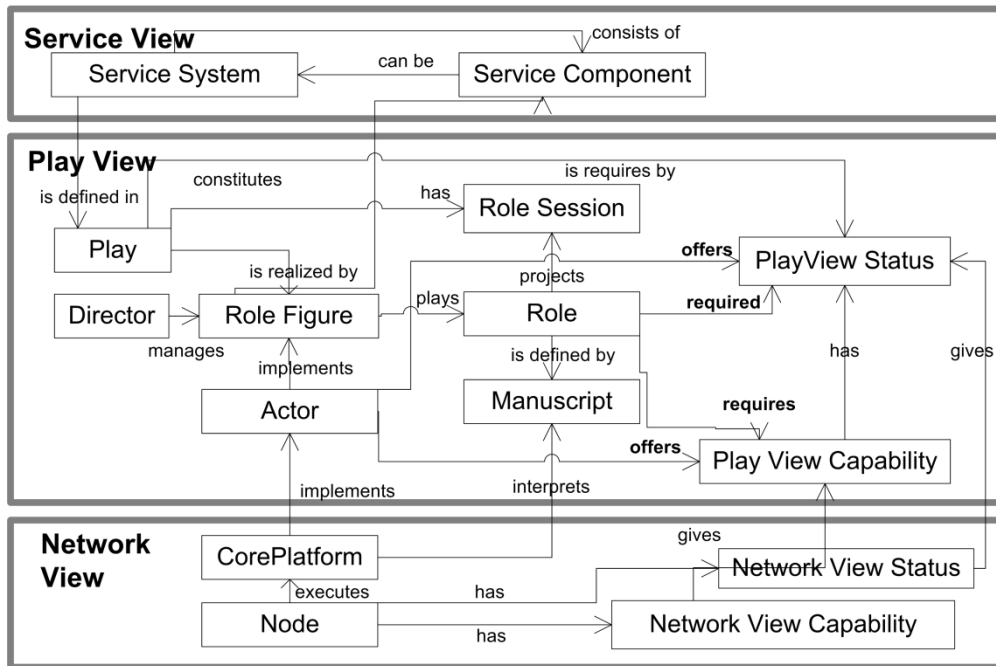 Service View
consists of
Service System
can be
Service Component
Play View
constitutes
is requires by
is defined in
has
Role Session
Play
offers
PlayView Status
is realized by
projects
plays
Director
Role Figure
Role
required
manages
is defined by
has
gives
implements
Actor
Manuscript
requires
offers
Play View Capability
implements
interprets
Network
View
CorePlatform
gives
Network View Status
executes
has
Node
has
Network View Capability